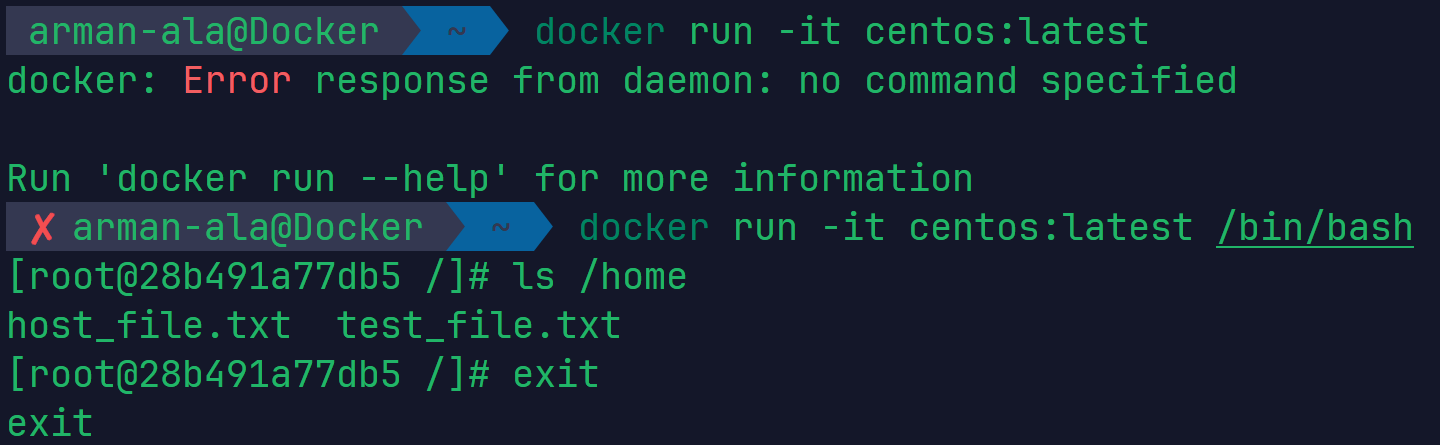 arman-ala@Docker ~ docker run -it centos:latest
docker: Error response from daemon: no command specified

Run 'docker run --help' for more information
✗ arman-ala@Docker ~ docker run -it centos:latest /bin/bash
[root@28b491a77db5 /]# ls /home
host_file.txt  test_file.txt
[root@28b491a77db5 /]# exit
exit